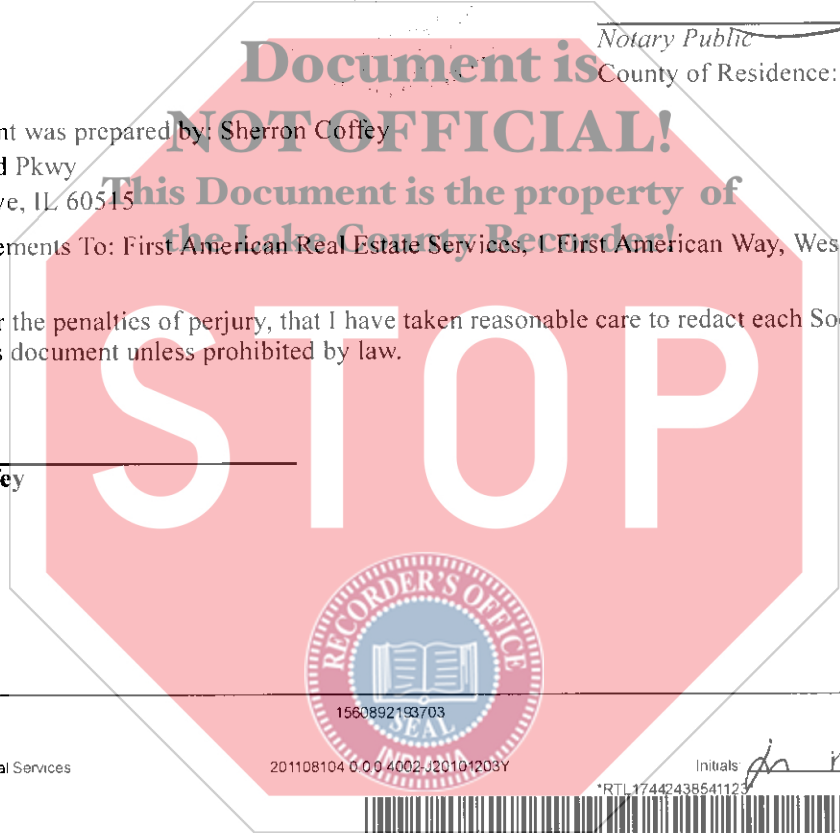 Notary Public
Document is
County of Residence:
nt was prepared by: Sherron Coffey
NOT OFFICIAL!
d Pkwy
ve, IL 60515
This Document is the property of
the Lake County Recorder!
ements To: First American Real Estate Services, 1 First American Way, Wes
r the penalties of perjury, that I have taken reasonable care to redact each So
s document unless prohibited by law.
STOP
fey
RECORDER'S OFFICE
SEAL
INDIANA
1560892193703
al Services
201108104 0.0.0 4002-J20101203Y
Initials
*RTL17442438541123*